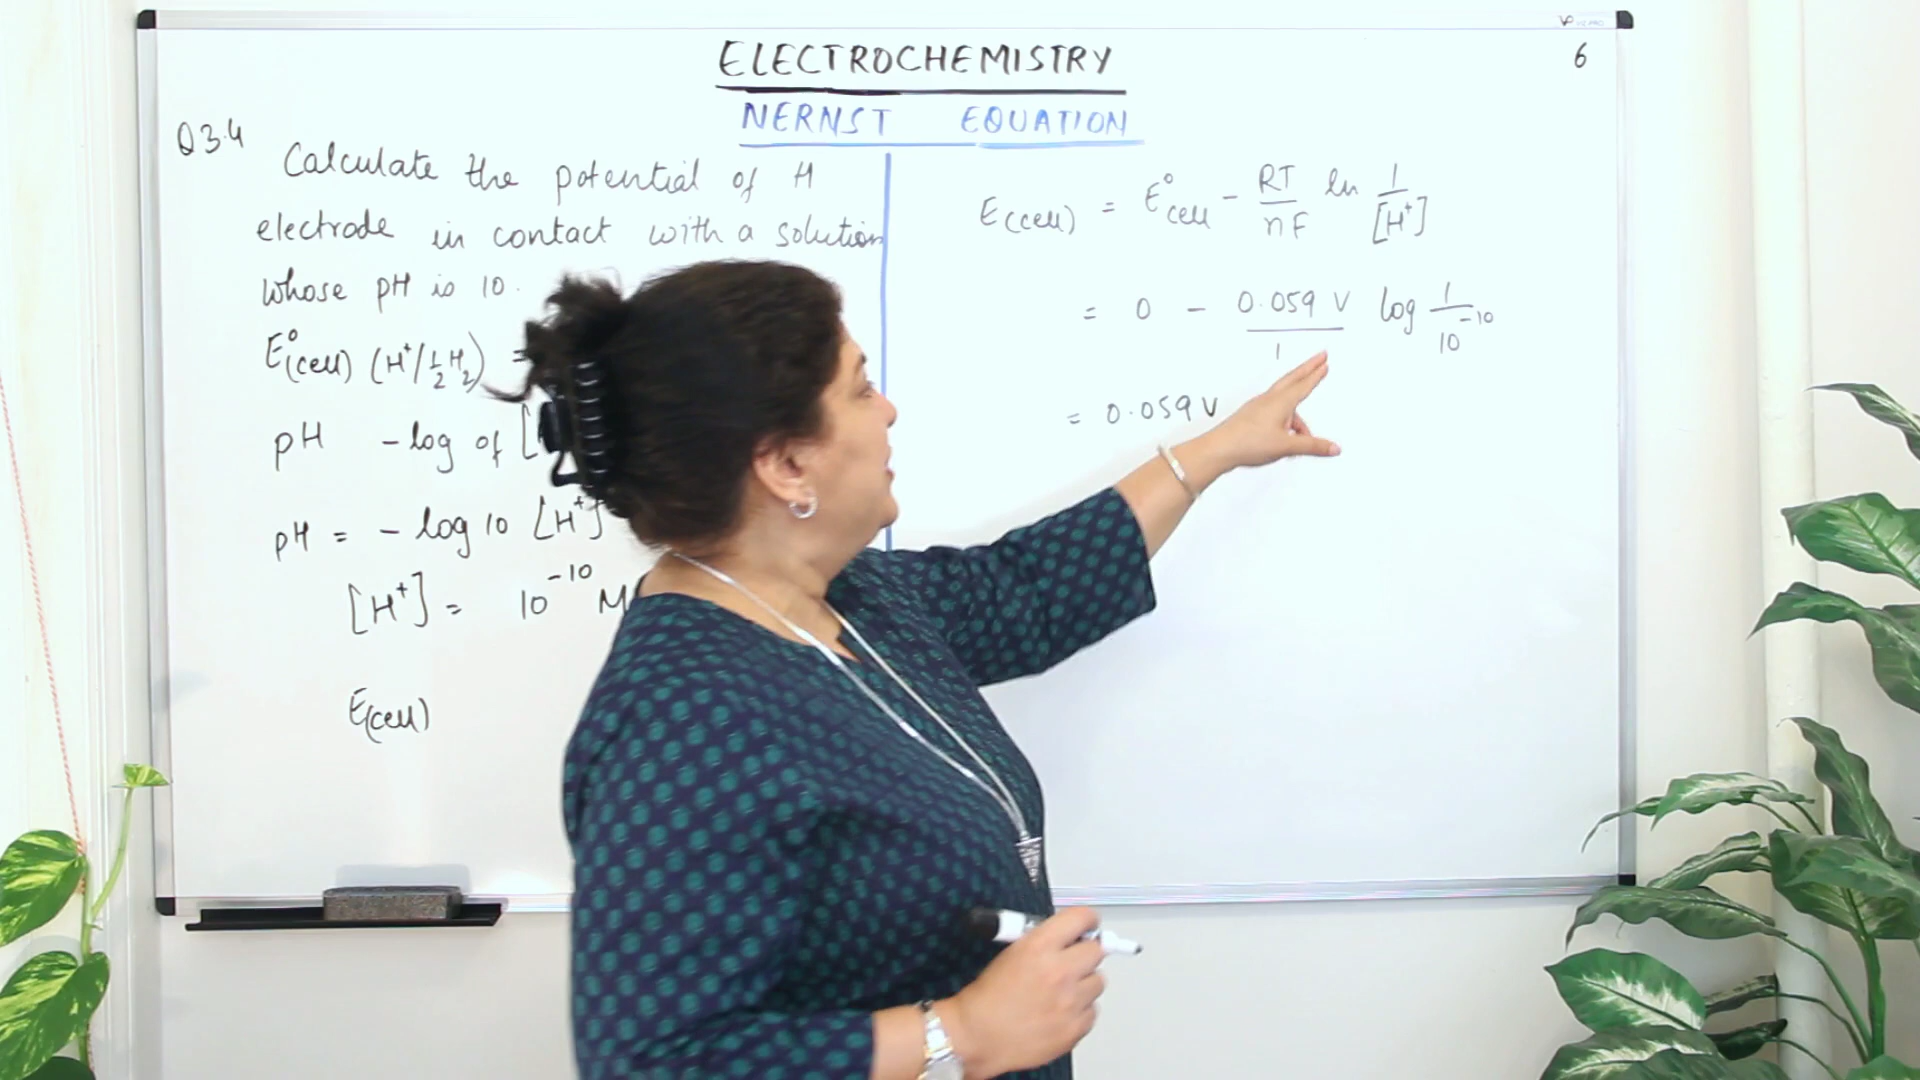 6
ELECTROCHEMISTRY
NERNST EQUATION
Q3.4
Calculate the potential of H
electrode in contact with a solution
whose pH is 10.
E°(cell) (H⁺/½H₂) =
pH - log of [
pH = - log 10 [H⁺]
[H⁺] = 10⁻¹⁰ M
E(cell)
E(cell) = E°cell - RT/nF ln 1/[H⁺]
= 0 - 0.059 V/1 log 1/10⁻¹⁰
= 0.059 V